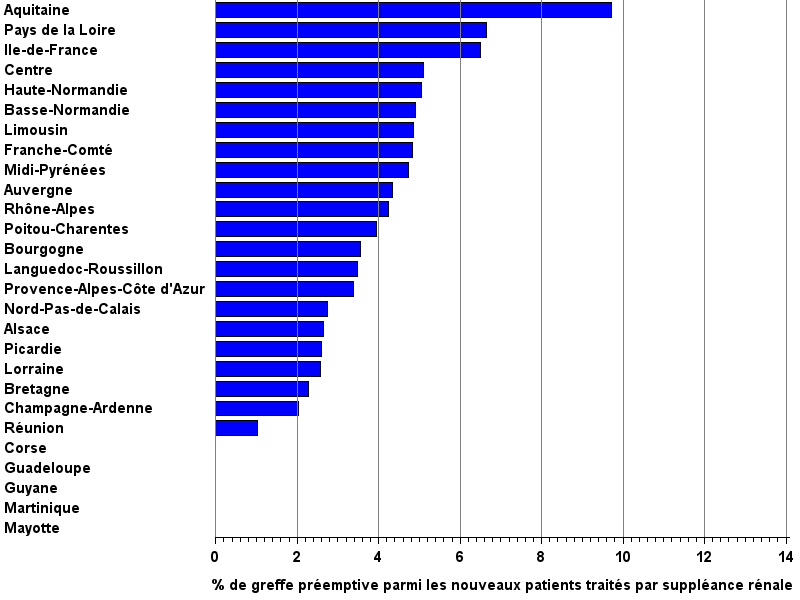 Aquitaine
Pays de la Loire
Ile-de-France
Centre
Haute-Normandie
Basse-Normandie
Limousin
Franche-Comté
Midi-Pyrénées
Auvergne
Rhône-Alpes
Poitou-Charentes
Bourgogne
Languedoc-Roussillon
Provence-Alpes-Côte d'Azur
Nord-Pas-de-Calais
Alsace
Picardie
Lorraine
Bretagne
Champagne-Ardenne
Réunion
Corse
Guadeloupe
Guyane
Martinique
Mayotte
0 2 4 6 8 10 12 14
% de greffe préemptive parmi les nouveaux patients traités par suppléance rénale